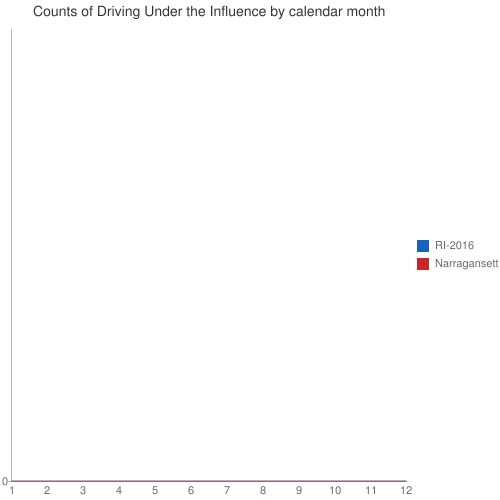 Counts of Driving Under the Influence by calendar month
RI-2016
Narragansett
0
1 2 3 4 5 6 7 8 9 10 11 12